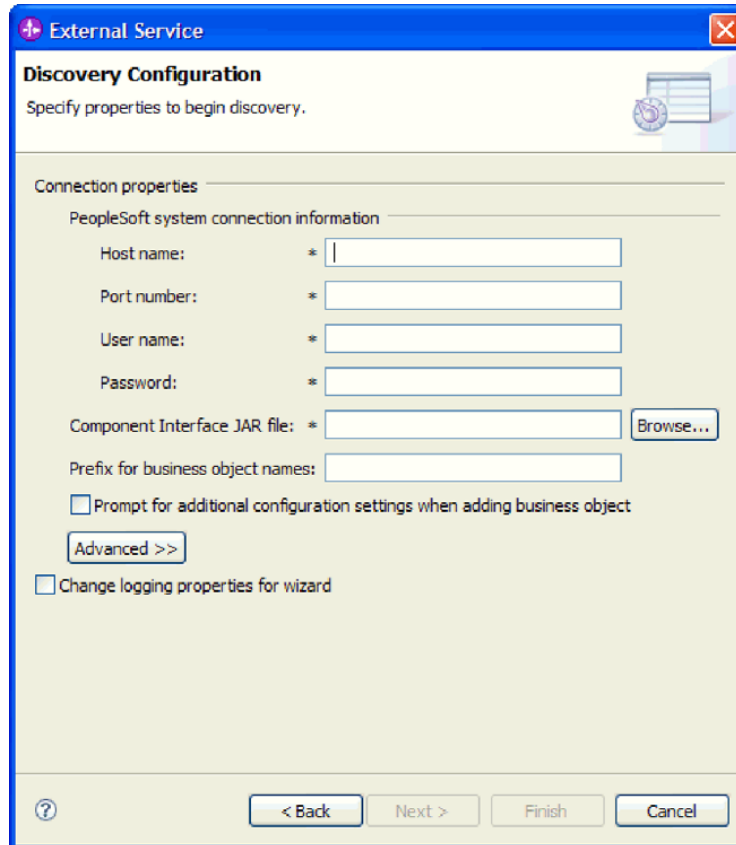 External Service
Discovery Configuration
Specify properties to begin discovery.
Connection properties
PeopleSoft system connection information
Host name: *
Port number: *
User name: *
Password: *
Component Interface JAR file: * Browse...
Prefix for business object names:
Prompt for additional configuration settings when adding business object
Advanced >>
Change logging properties for wizard
? < Back Next > Finish Cancel